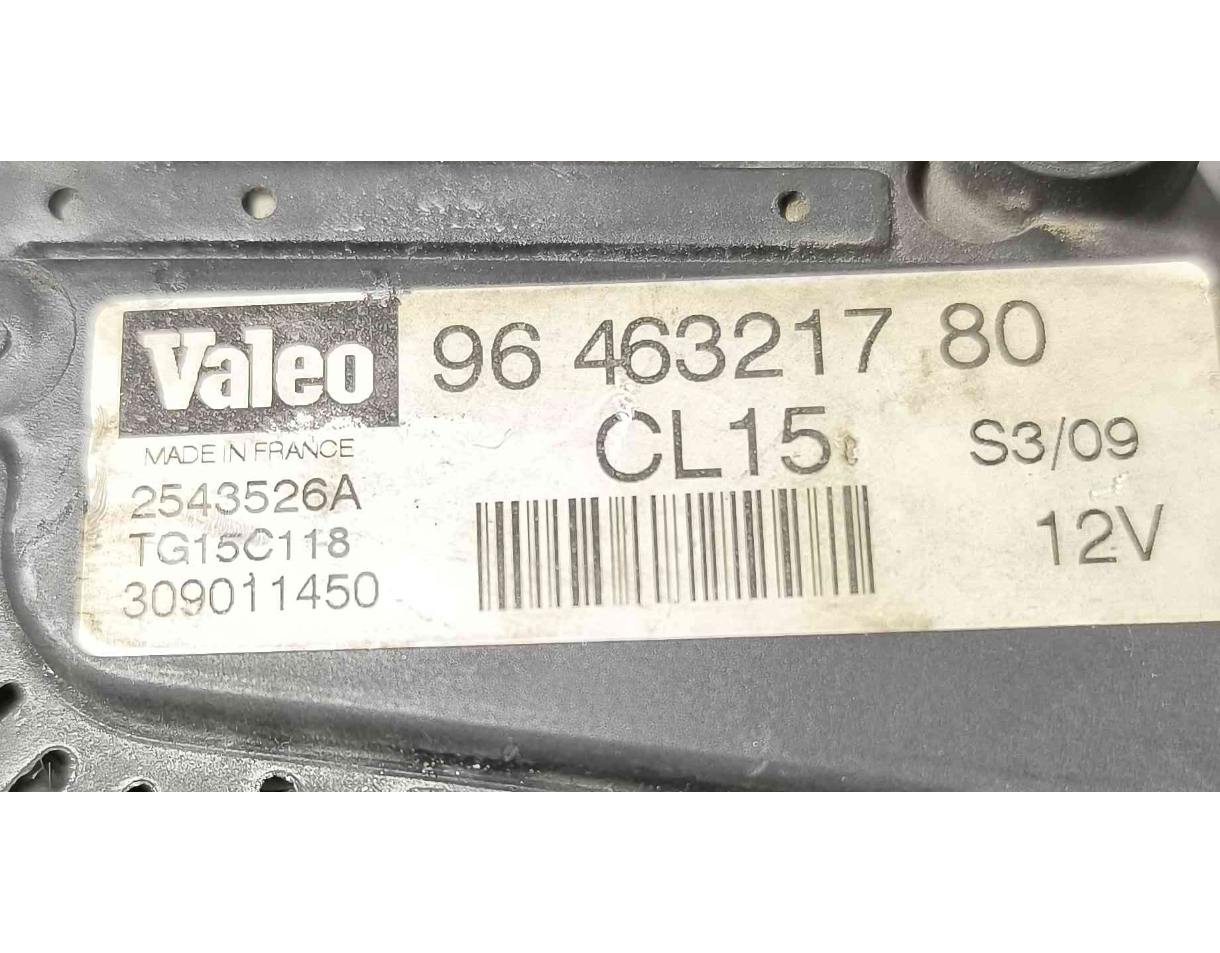 Valeo
96 463217 80
CL15
S3/09
MADE IN FRANCE
2543526A
TG15C118
309011450
12V